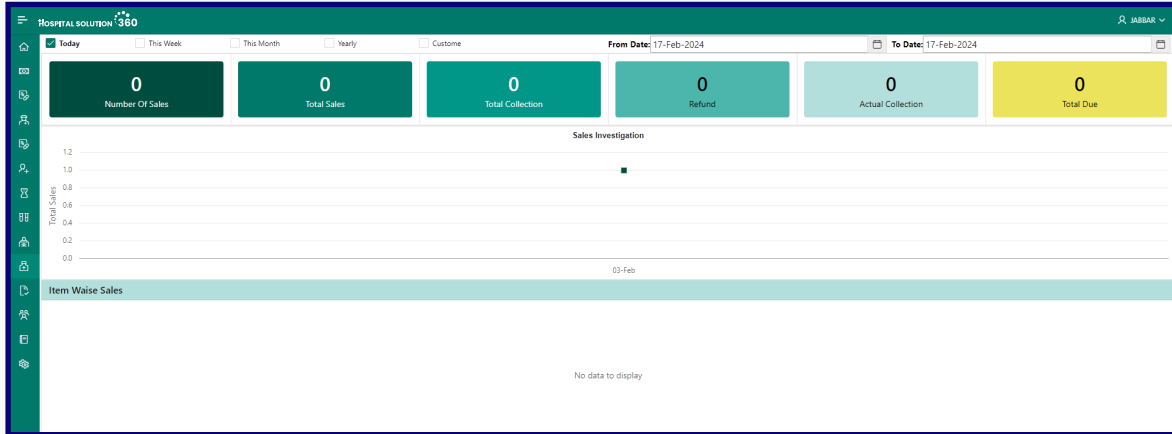 HOSPITAL SOLUTION 360
JABBAR
Today This Week This Month Yearly Custome From Date: 17-Feb-2024 To Date: 17-Feb-2024
0 0 0 0 0 0
Number Of Sales Total Sales Total Collection Refund Actual Collection Total Due
Sales Investigation
Total Sales
1.2
1.0
0.8
0.6
0.4
0.2
0.0
03-Feb
Item Waise Sales
No data to display